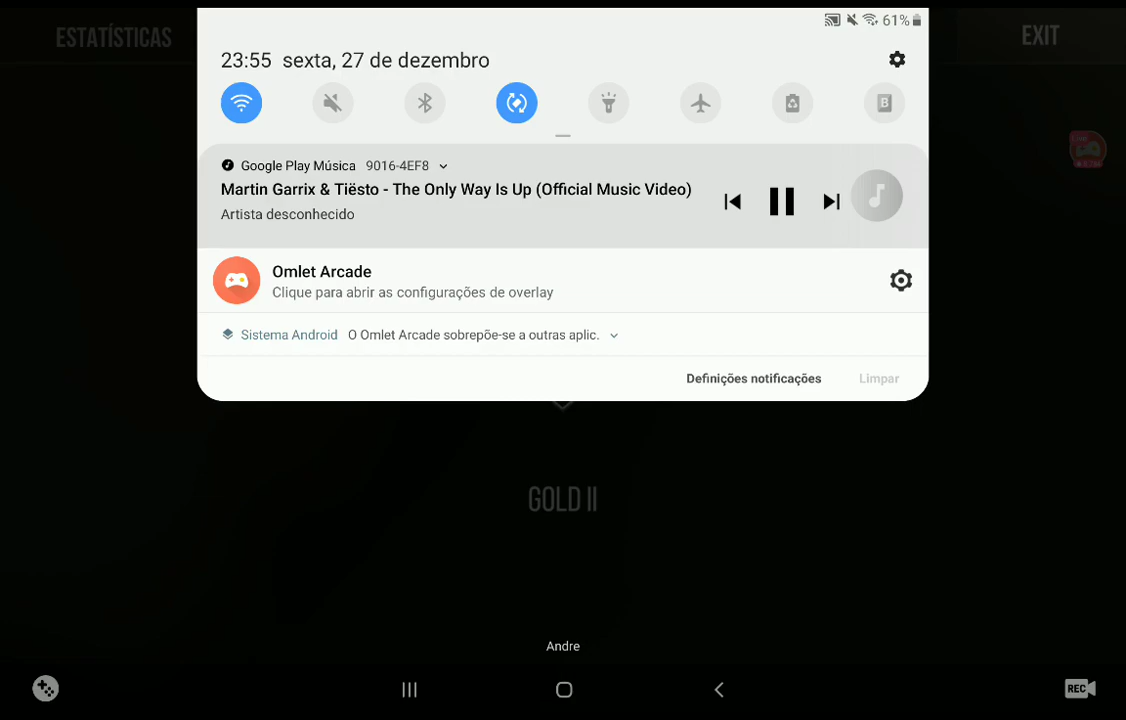 ESTATÍSTICAS
EXIT
61%
23:55 sexta, 27 de dezembro
B
Google Play Música 9016-4EF8
Martin Garrix & Tiësto - The Only Way Is Up (Official Music Video)
Artista desconhecido
Omlet Arcade
Clique para abrir as configurações de overlay
Sistema Android O Omlet Arcade sobrepõe-se a outras aplic.
Definições notificações Limpar
GOLD II
Andre
REC